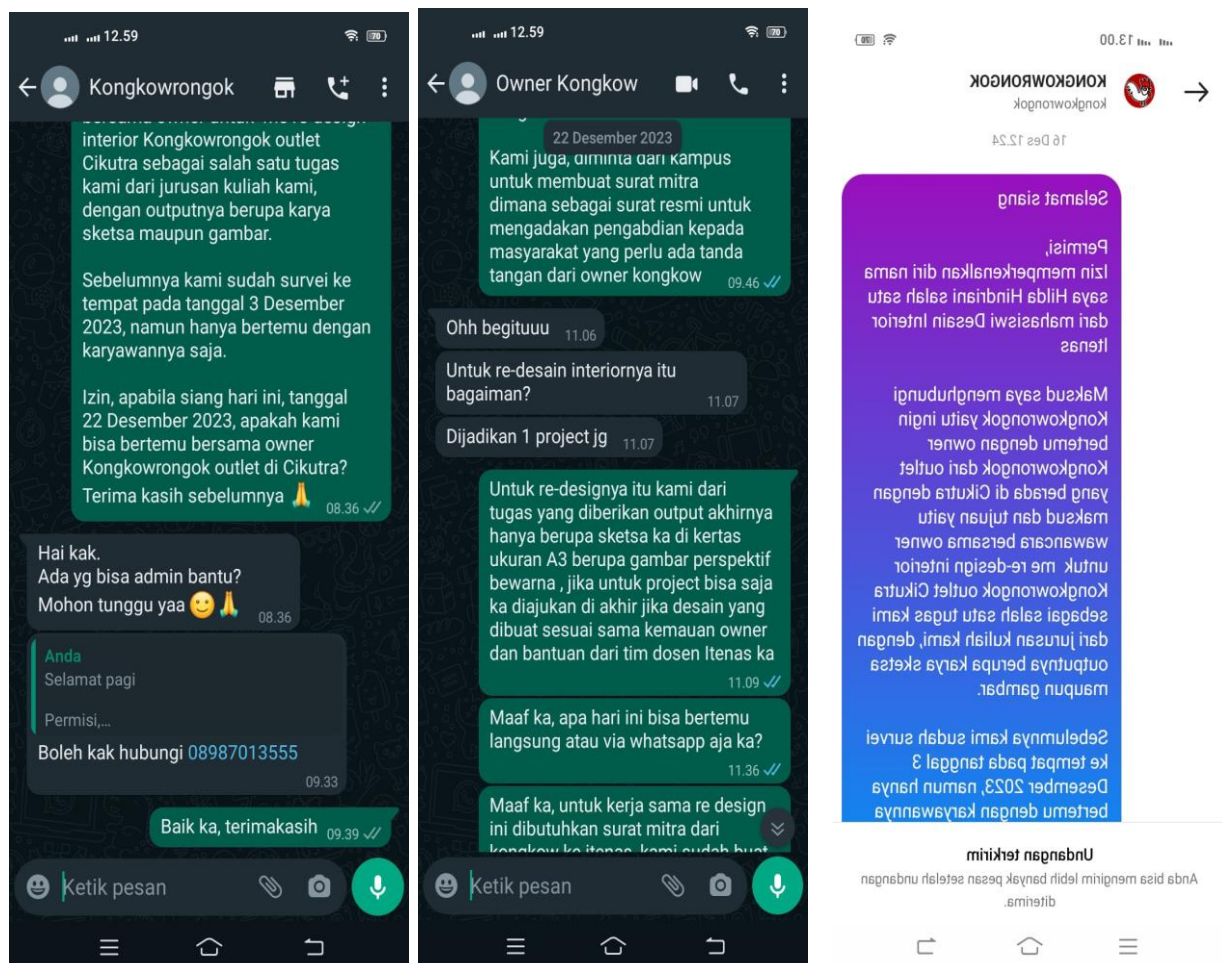 12.59
70
Kongkowrongok
interior Kongkowrongok outlet
Cikutra sebagai salah satu tugas
kami dari jurusan kuliah kami,
dengan outputnya berupa karya
sketsa maupun gambar.
Sebelumnya kami sudah survei ke
tempat pada tanggal 3 Desember
2023, namun hanya bertemu dengan
karyawannya saja.
Izin, apabila siang hari ini, tanggal
22 Desember 2023, apakah kami
bisa bertemu bersama owner
Kongkowrongok outlet di Cikutra?
Terima kasih sebelumnya 🙏
08.36
Hai kak.
Ada yg bisa admin bantu?
Mohon tunggu yaa 🙂🙏
08.36
Anda
Selamat pagi
Permisi,...
Boleh kak hubungi 08987013555
09.33
Baik ka, terimakasih 09.39
Ketik pesan
12.59
70
Owner Kongkow
22 Desember 2023
Kami juga, diminta dari kampus
untuk membuat surat mitra
dimana sebagai surat resmi untuk
mengadakan pengabdian kepada
masyarakat yang perlu ada tanda
tangan dari owner kongkow 09.46
Ohh begituuu 11.06
Untuk re-desain interiornya itu
bagaiman? 11.07
Dijadikan 1 project jg 11.07
Untuk re-designya itu kami dari
tugas yang diberikan output akhirnya
hanya berupa sketsa ka di kertas
ukuran A3 berupa gambar perspektif
bewarna , jika untuk project bisa saja
ka diajukan di akhir jika desain yang
dibuat sesuai sama kemauan owner
dan bantuan dari tim dosen Itenas ka
11.09
Maaf ka, apa hari ini bisa bertemu
langsung atau via whatsapp aja ka?
11.36
Maaf ka, untuk kerja sama re design
ini dibutuhkan surat mitra dari
kongkow ke itenas, kami sudah buat
Ketik pesan
13.00
70
KONGKOWRONGOK
kongkowrongok
16 Des 12.24
Selamat siang
Permisi,
Izin memperkenalkan diri nama
saya Hilda Hindriani salah satu
dari mahasiswi Desain Interior
Itenas
Maksud saya menghubungi
Kongkowrongok yaitu ingin
bertemu dengan owner
Kongkowrongok dari outlet
yang berada di Cikutra dengan
maksud dan tujuan yaitu
wawancara bersama owner
untuk me re-design interior
Kongkowrongok outlet Cikutra
sebagai salah satu tugas kami
dari jurusan kuliah kami, dengan
outputnya berupa karya sketsa
maupun gambar.
Sebelumnya kami sudah survei
ke tempat pada tanggal 3
Desember 2023, namun hanya
bertemu dengan karyawannya
Undangan terkirim
Anda bisa mengirim lebih banyak pesan setelah undangan
diterima.